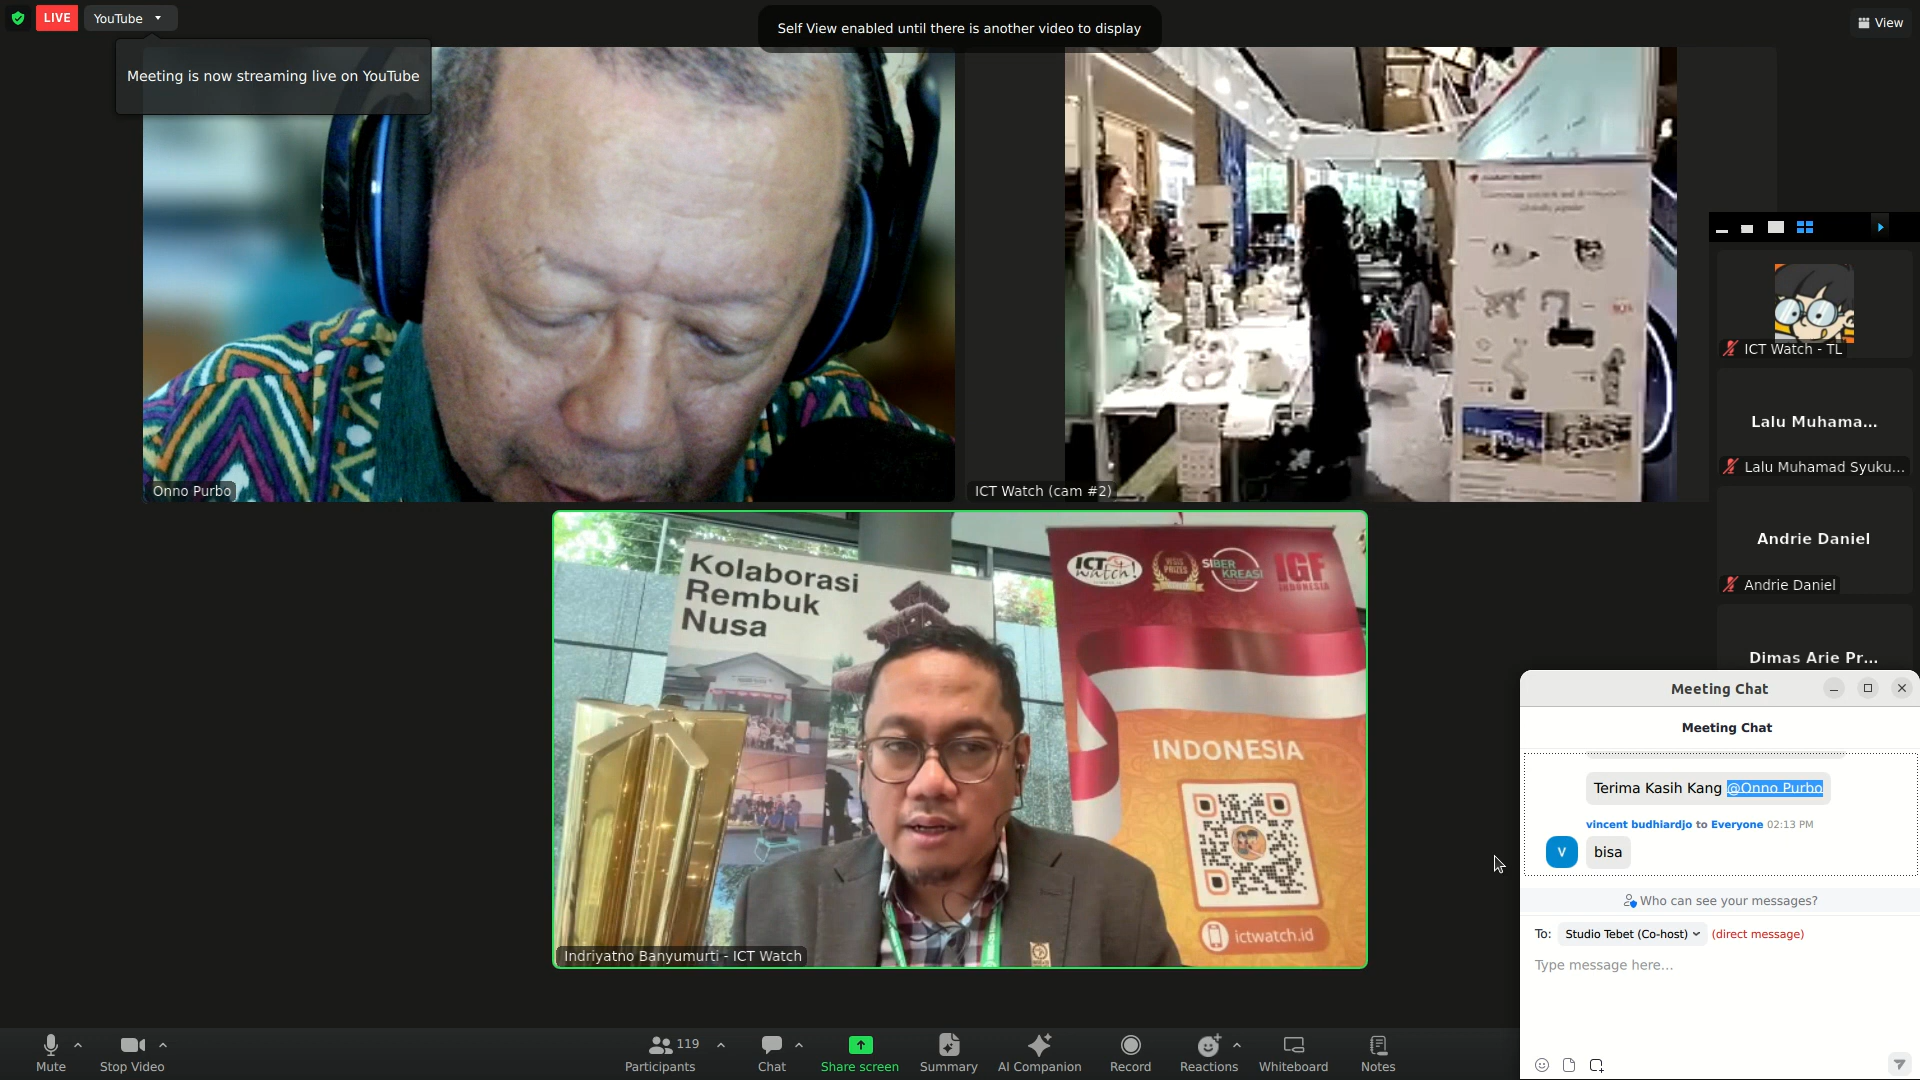 LIVE
YouTube
Self View enabled until there is another video to display
View
Meeting is now streaming live on YouTube
Onno Purbo
ICT Watch (cam #2)
ICT Watch - TL
Lalu Muhama...
Lalu Muhamad Syuku...
Andrie Daniel
Andrie Daniel
Dimas Arie Pr...
Kolaborasi
Rembuk
Nusa
ICT
watch!
WSIS
PRIZES
SIBER
KREASI
IGF
INDONESIA
INDONESIA
ictwatch.id
Indriyatno Banyumurti - ICT Watch
Meeting Chat
Meeting Chat
Terima Kasih Kang @Onno Purbo
vincent budhiardjo to Everyone 02:13 PM
V
bisa
Who can see your messages?
To: Studio Tebet (Co-host) (direct message)
Type message here...
Mute
Stop Video
119
Participants
Chat
Share screen
Summary
AI Companion
Record
Reactions
Whiteboard
Notes